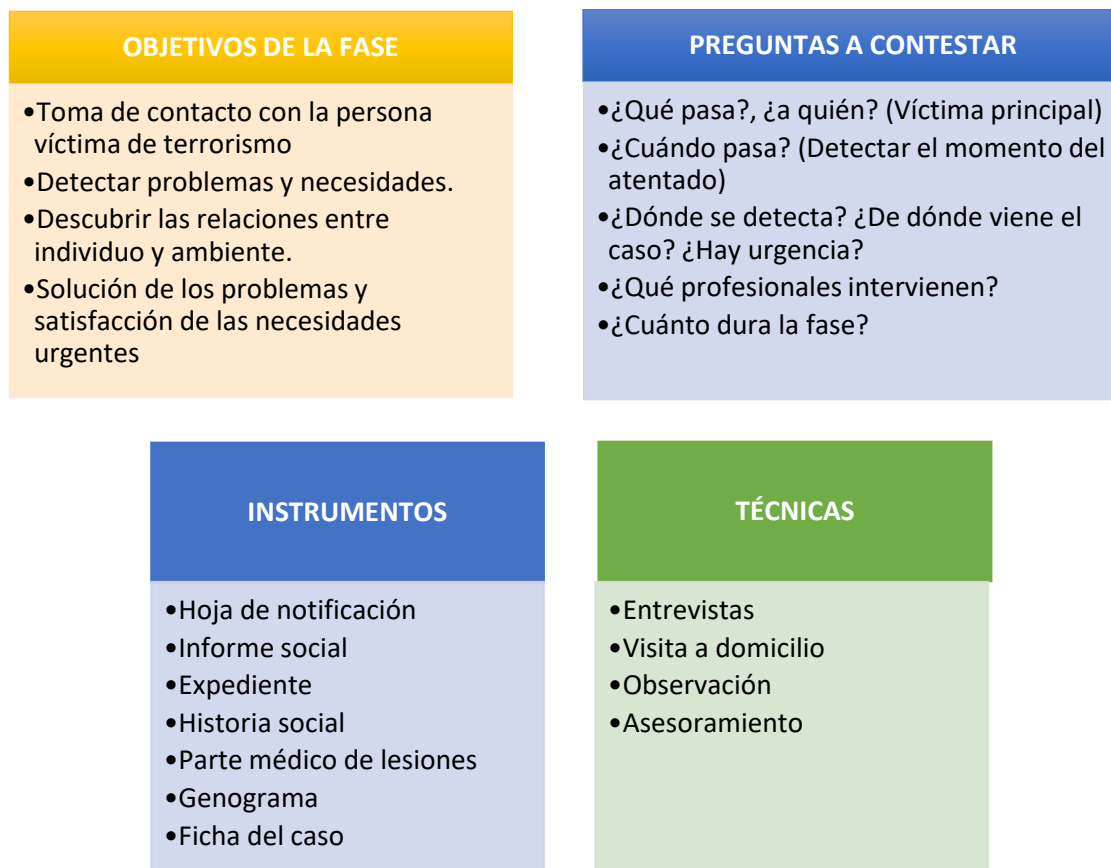 OBJETIVOS DE LA FASE
•Toma de contacto con la persona
víctima de terrorismo
•Detectar problemas y necesidades.
•Descubrir las relaciones entre
individuo y ambiente.
•Solución de los problemas y
satisfacción de las necesidades
urgentes
PREGUNTAS A CONTESTAR
•¿Qué pasa?, ¿a quién? (Víctima principal)
•¿Cuándo pasa? (Detectar el momento del
atentado)
•¿Dónde se detecta? ¿De dónde viene el
caso? ¿Hay urgencia?
•¿Qué profesionales intervienen?
•¿Cuánto dura la fase?
INSTRUMENTOS
•Hoja de notificación
•Informe social
•Expediente
•Historia social
•Parte médico de lesiones
•Genograma
•Ficha del caso
TÉCNICAS
•Entrevistas
•Visita a domicilio
•Observación
•Asesoramiento